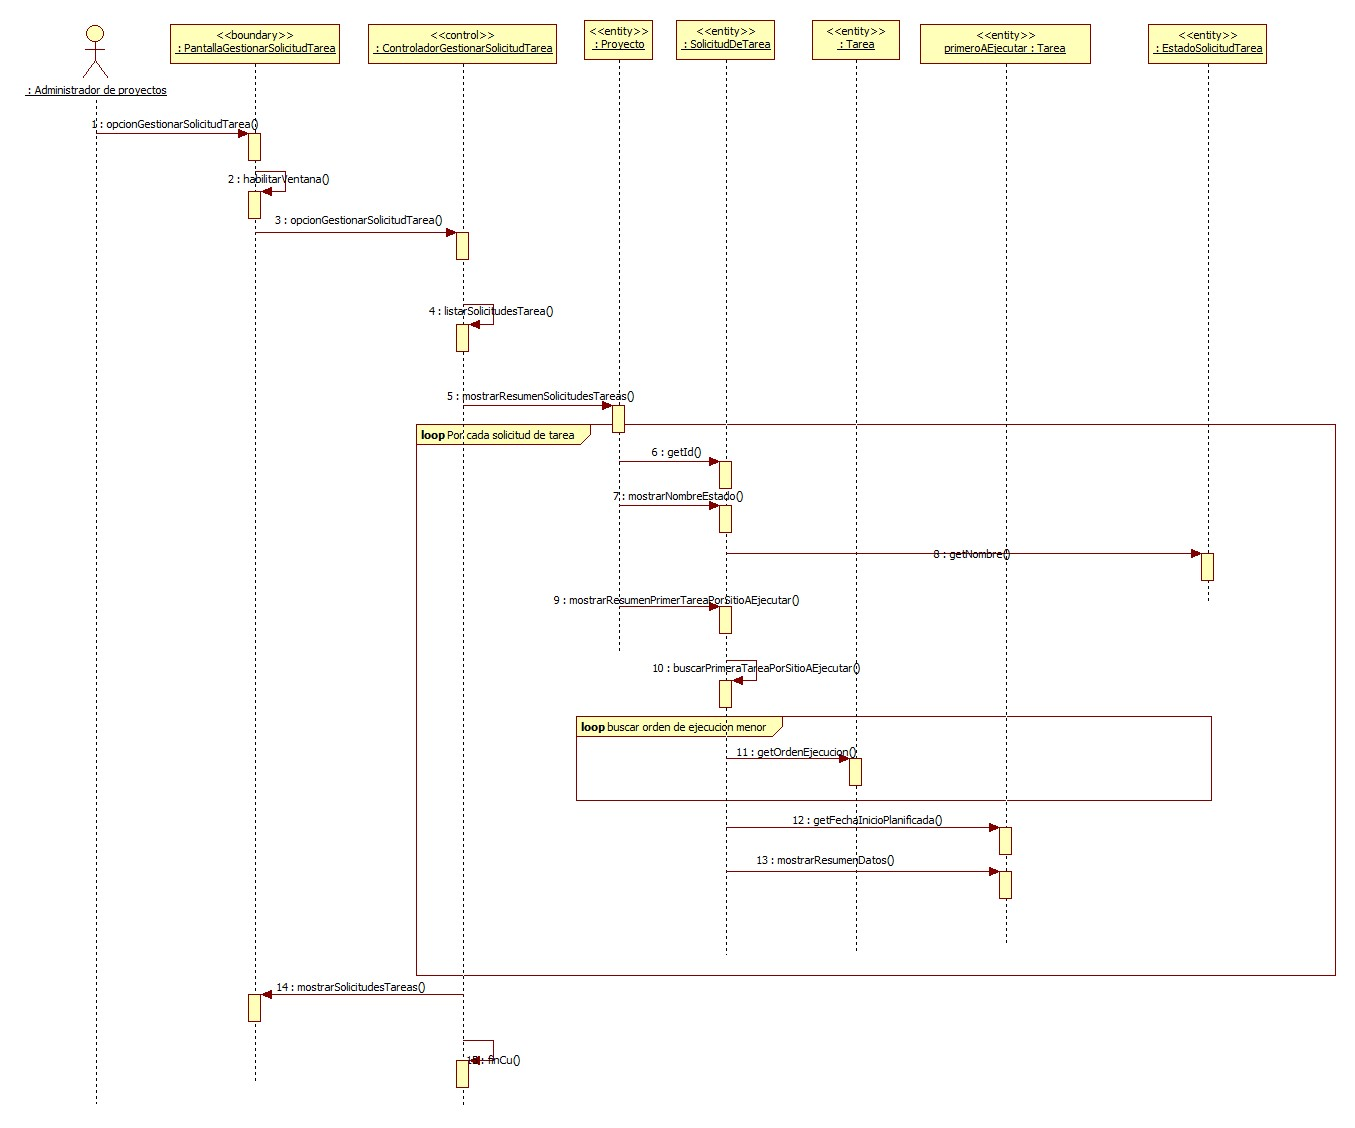 <<boundary>>
: PantallaGestionarSolicitudTarea
<<control>>
: ControladorGestionarSolicitudTarea
<<entity>>
: Proyecto
<<entity>>
: SolicitudDeTarea
<<entity>>
: Tarea
<<entity>>
primeroAEjecutar : Tarea
<<entity>>
: EstadoSolicitudTarea
: Administrador de proyectos
1 : opcionGestionarSolicitudTarea()
2 : habilitarVentana()
3 : opcionGestionarSolicitudTarea()
4 : listarSolicitudesTarea()
5 : mostrarResumenSolicitudesTareas()
loop Por cada solicitud de tarea
6 : getId()
7 : mostrarNombreEstado()
8 : getNombre()
9 : mostrarResumenPrimerTareaPorSitioAEjecutar()
10 : buscarPrimeraTareaPorSitioAEjecutar()
loop buscar orden de ejecucion menor
11 : getOrdenEjecucion()
12 : getFechaInicioPlanificada()
13 : mostrarResumenDatos()
14 : mostrarSolicitudesTareas()
15 : finCu()